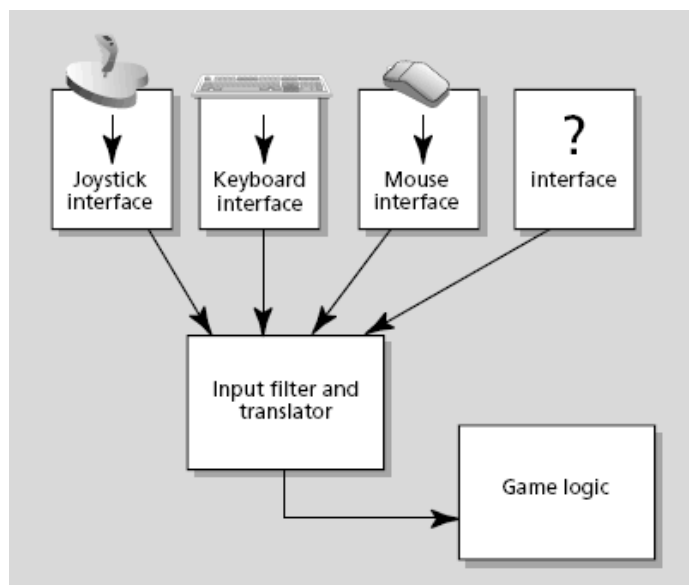 Joystick
interface
Keyboard
interface
Mouse
interface
?
interface
Input filter and
translator
Game logic